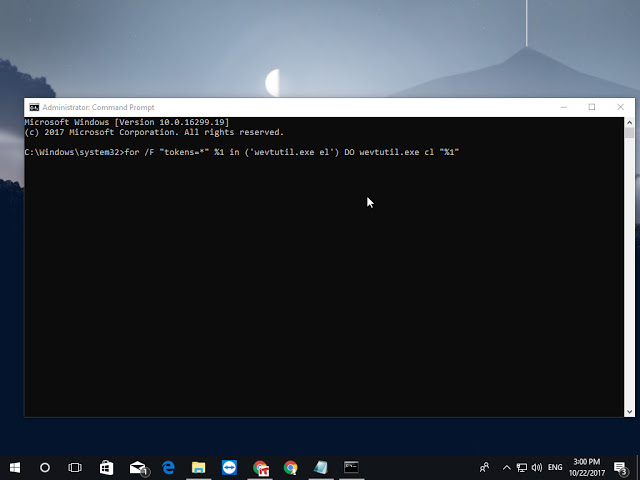 Administrator: Command Prompt
Microsoft Windows [Version 10.0.16299.19]
(c) 2017 Microsoft Corporation. All rights reserved.
C:\Windows\system32>for /F "tokens=*" %1 in ('wevtutil.exe el') DO wevtutil.exe cl "%1"
1
ENG
3:00 PM
10/22/2017
3